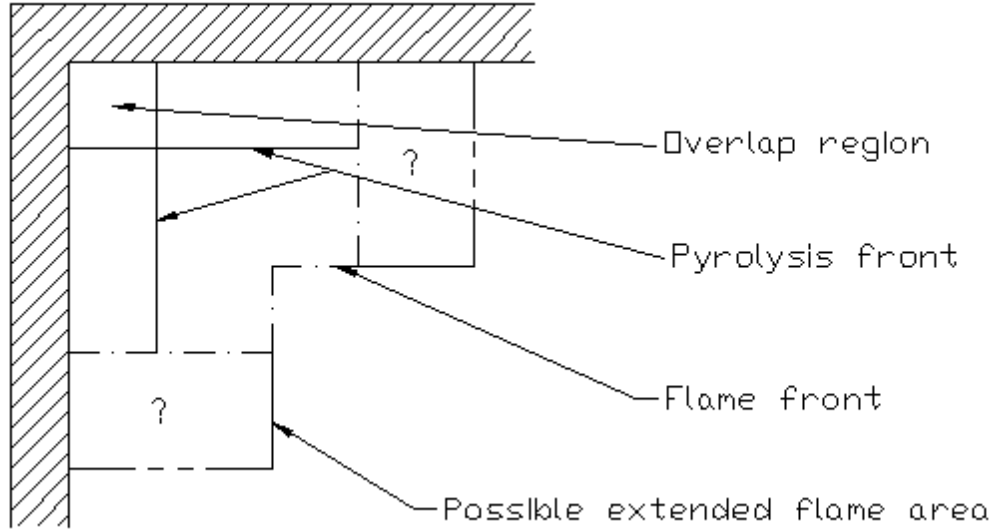 Overlap region
?
Pyrolysis front
Flame front
?
Possible extended flame area